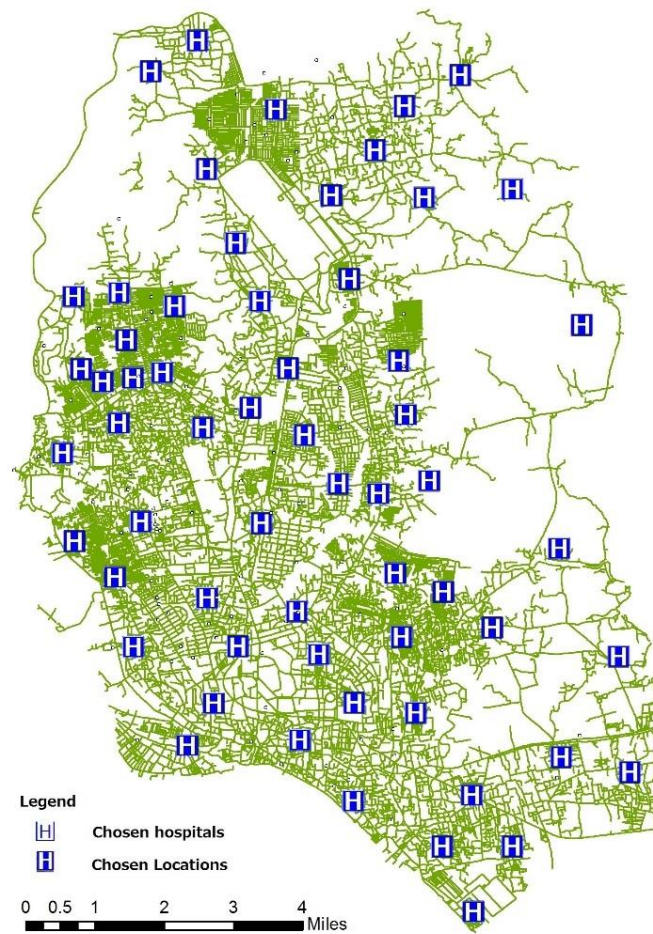 Legend
H Chosen hospitals
H Chosen Locations
0 0.5 1 2 3 4
Miles